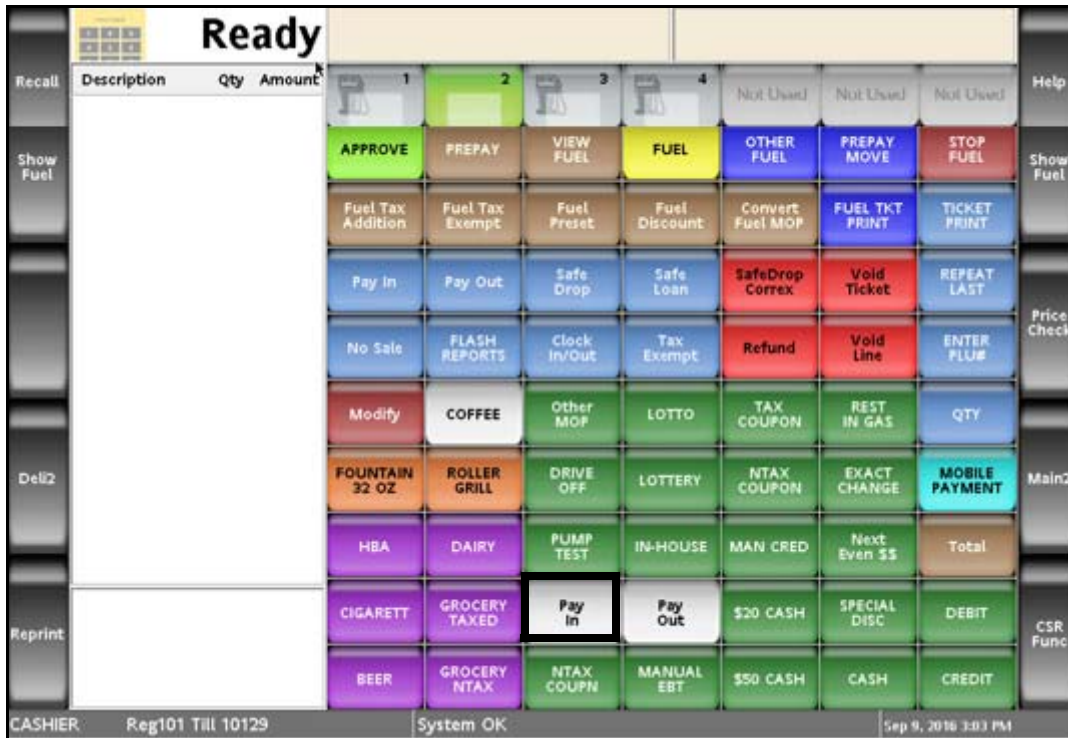 Ready
Recall
Description Qty Amount
1 2 3 4 Not Used Not Used Not Used
Help
Show
Fuel
APPROVE
PREPAY
VIEW
FUEL
FUEL
OTHER
FUEL
PREPAY
MOVE
STOP
FUEL
Show
Fuel
Fuel Tax
Addition
Fuel Tax
Exempt
Fuel
Preset
Fuel
Discount
Convert
Fuel MOP
FUEL TKT
PRINT
TICKET
PRINT
Pay In
Pay Out
Safe
Drop
Safe
Loan
SafeDrop
Correx
Void
Ticket
REPEAT
LAST
Price
Check
No Sale
FLASH
REPORTS
Clock
In/Out
Tax
Exempt
Refund
Void
Line
ENTER
PLU#
Modify
COFFEE
Other
MOP
LOTTO
TAX
COUPON
REST
IN GAS
QTY
Deli2
FOUNTAIN
32 OZ
ROLLER
GRILL
DRIVE
OFF
LOTTERY
NTAX
COUPON
EXACT
CHANGE
MOBILE
PAYMENT
Main2
HBA
DAIRY
PUMP
TEST
IN-HOUSE
MAN CRED
Next
Even $$
Total
Reprint
CIGARETT
GROCERY
TAXED
Pay
In
Pay
Out
$20 CASH
SPECIAL
DISC
DEBIT
CSR
Func
BEER
GROCERY
NTAX
NTAX
COUPN
MANUAL
EBT
$50 CASH
CASH
CREDIT
CASHIER Reg101 Till 10129 System OK Sep 9, 2016 3:03 PM